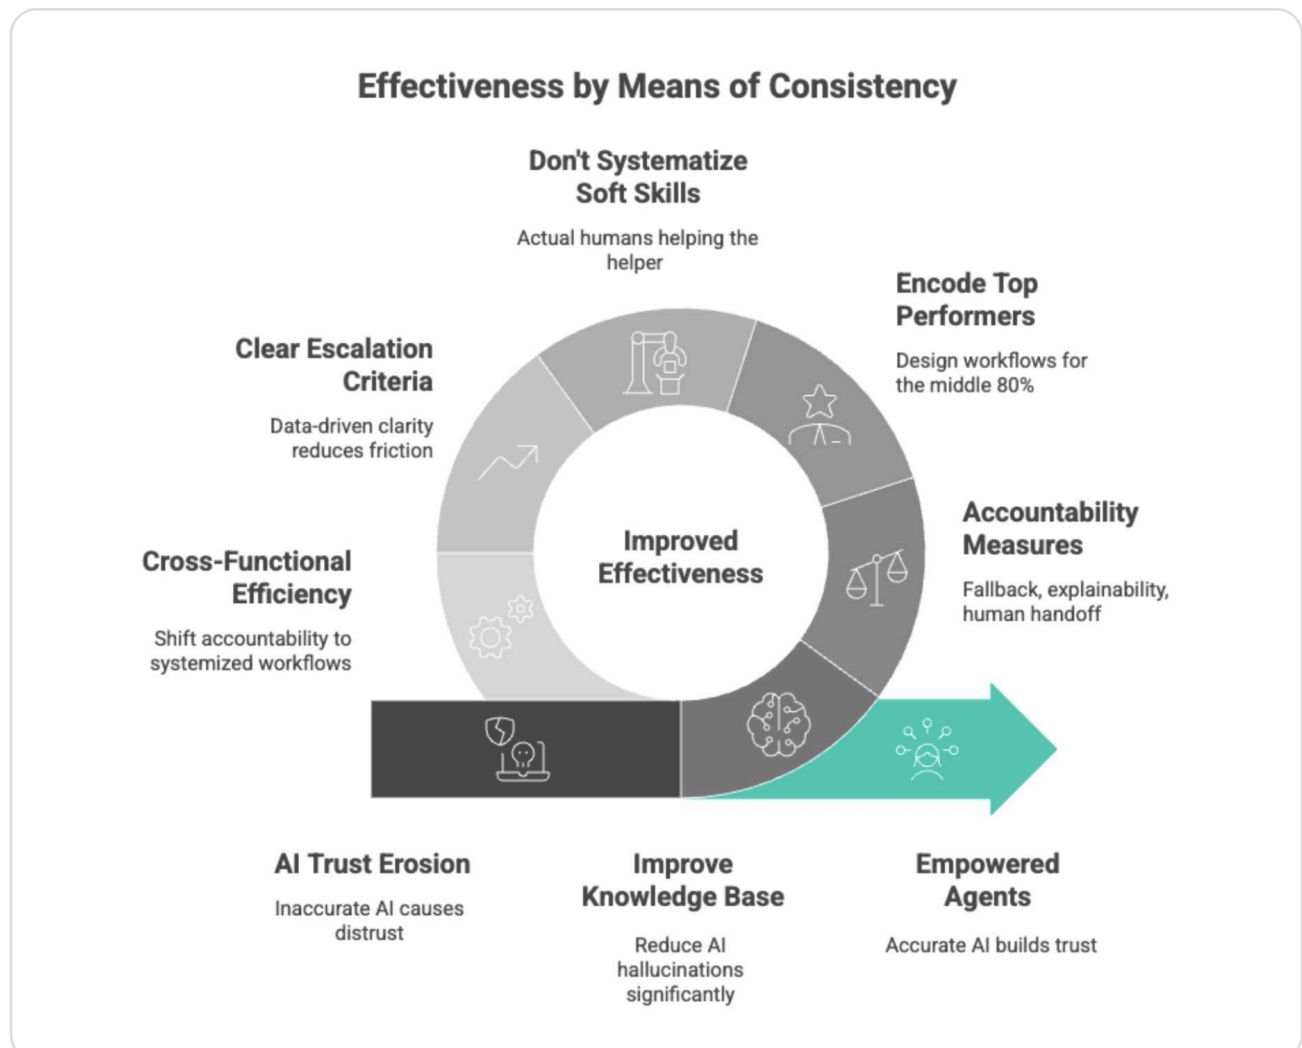 Effectiveness by Means of Consistency
Don't Systematize
Soft Skills
Actual humans helping the
helper
Encode Top
Performers
Design workflows for
the middle 80%
Clear Escalation
Criteria
Data-driven clarity
reduces friction
Accountability
Measures
Fallback, explainability,
human handoff
Improved
Effectiveness
Cross-Functional
Efficiency
Shift accountability to
systemized workflows
AI Trust Erosion
Inaccurate AI causes
distrust
Improve
Knowledge Base
Reduce AI
hallucinations
significantly
Empowered
Agents
Accurate AI builds trust